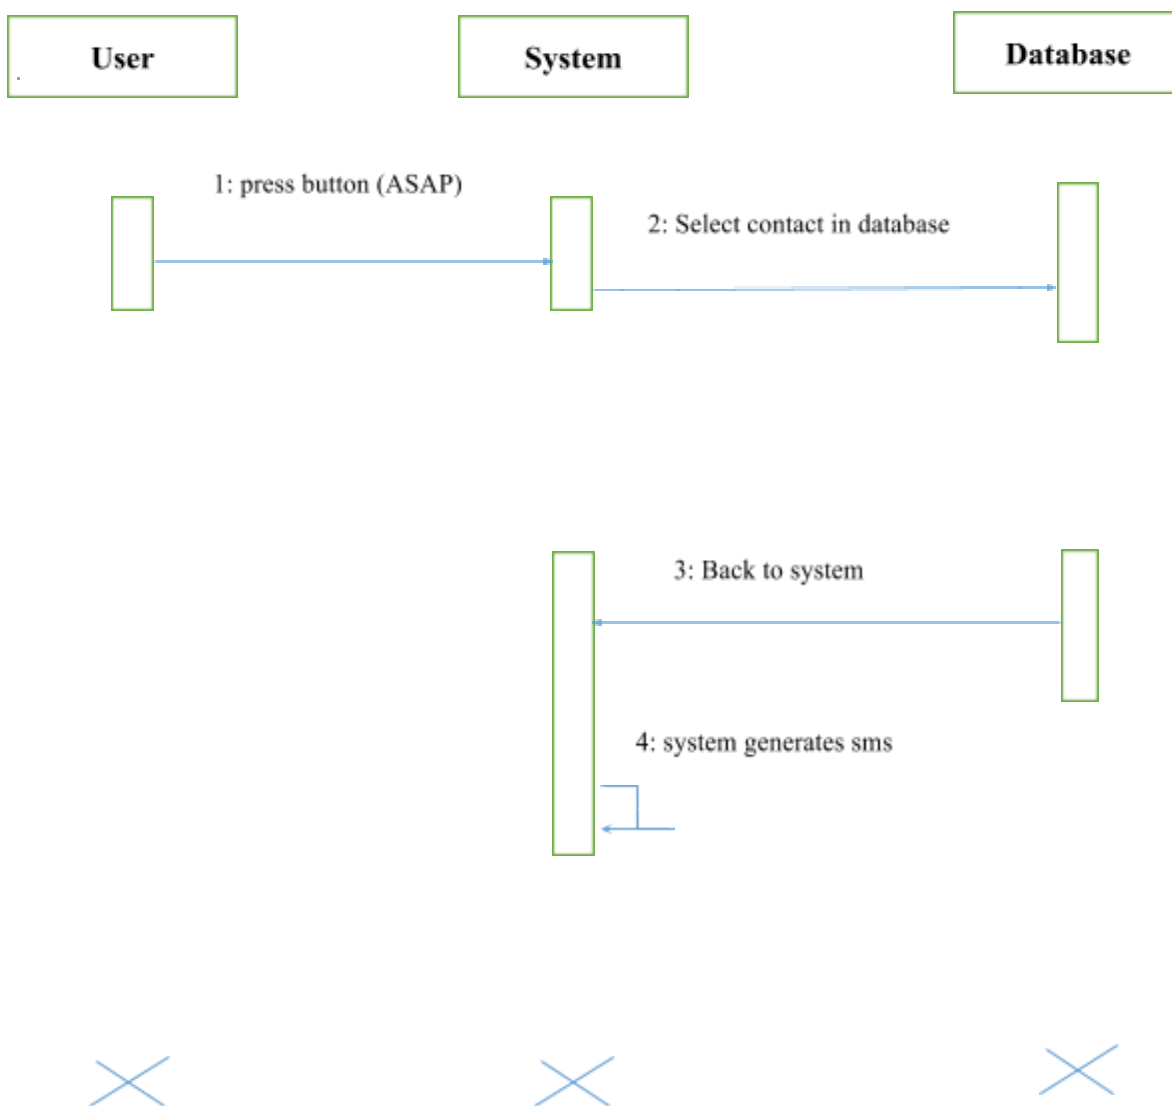 User
System
Database
1: press button (ASAP)
2: Select contact in database
3: Back to system
4: system generates sms